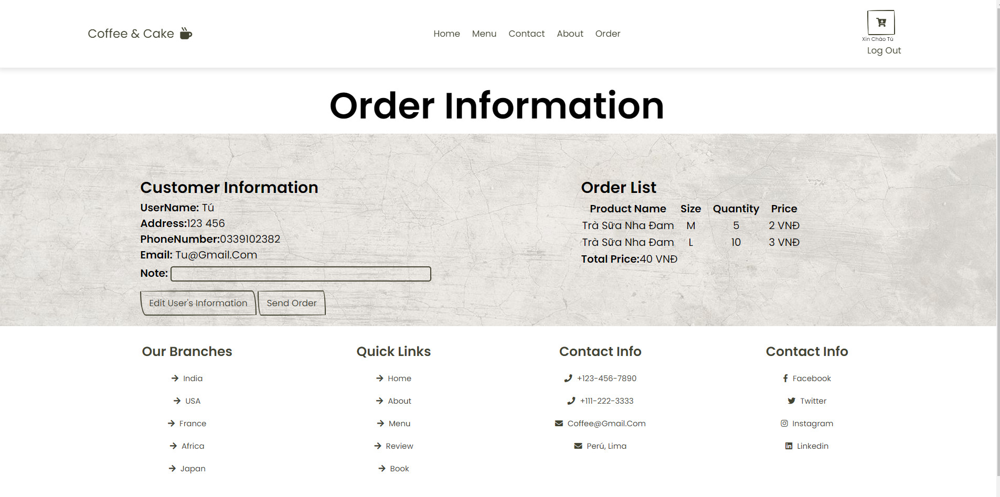 Coffee & Cake
Home Menu Contact About Order
Xin Chào Tú
Log Out
Order Information
Customer Information
UserName: Tú
Address:123 456
PhoneNumber:0339102382
Email: Tu@Gmail.Com
Note:
Edit User's Information
Send Order
Order List
Product Name Size Quantity Price
Trà Sữa Nha Đam M 5 2 VNĐ
Trà Sữa Nha Đam L 10 3 VNĐ
Total Price:40 VNĐ
Our Branches
India
USA
France
Africa
Japan
Quick Links
Home
About
Menu
Review
Book
Contact Info
+123-456-7890
+111-222-3333
Coffee@Gmail.Com
Perú, Lima
Contact Info
Facebook
Twitter
Instagram
Linkedin